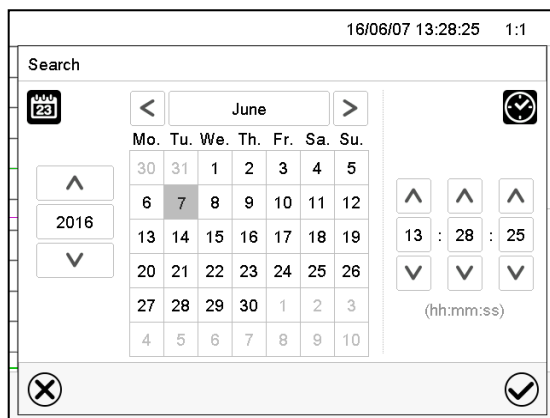 16/06/07 13:28:25 1:1
Search
23
< June >
Mo. Tu. We. Th. Fr. Sa. Su.
30 31 1 2 3 4 5
6 7 8 9 10 11 12
2016
13 14 15 16 17 18 19
13 : 28 : 25
20 21 22 23 24 25 26
27 28 29 30 1 2 3
(hh:mm:ss)
4 5 6 7 8 9 10